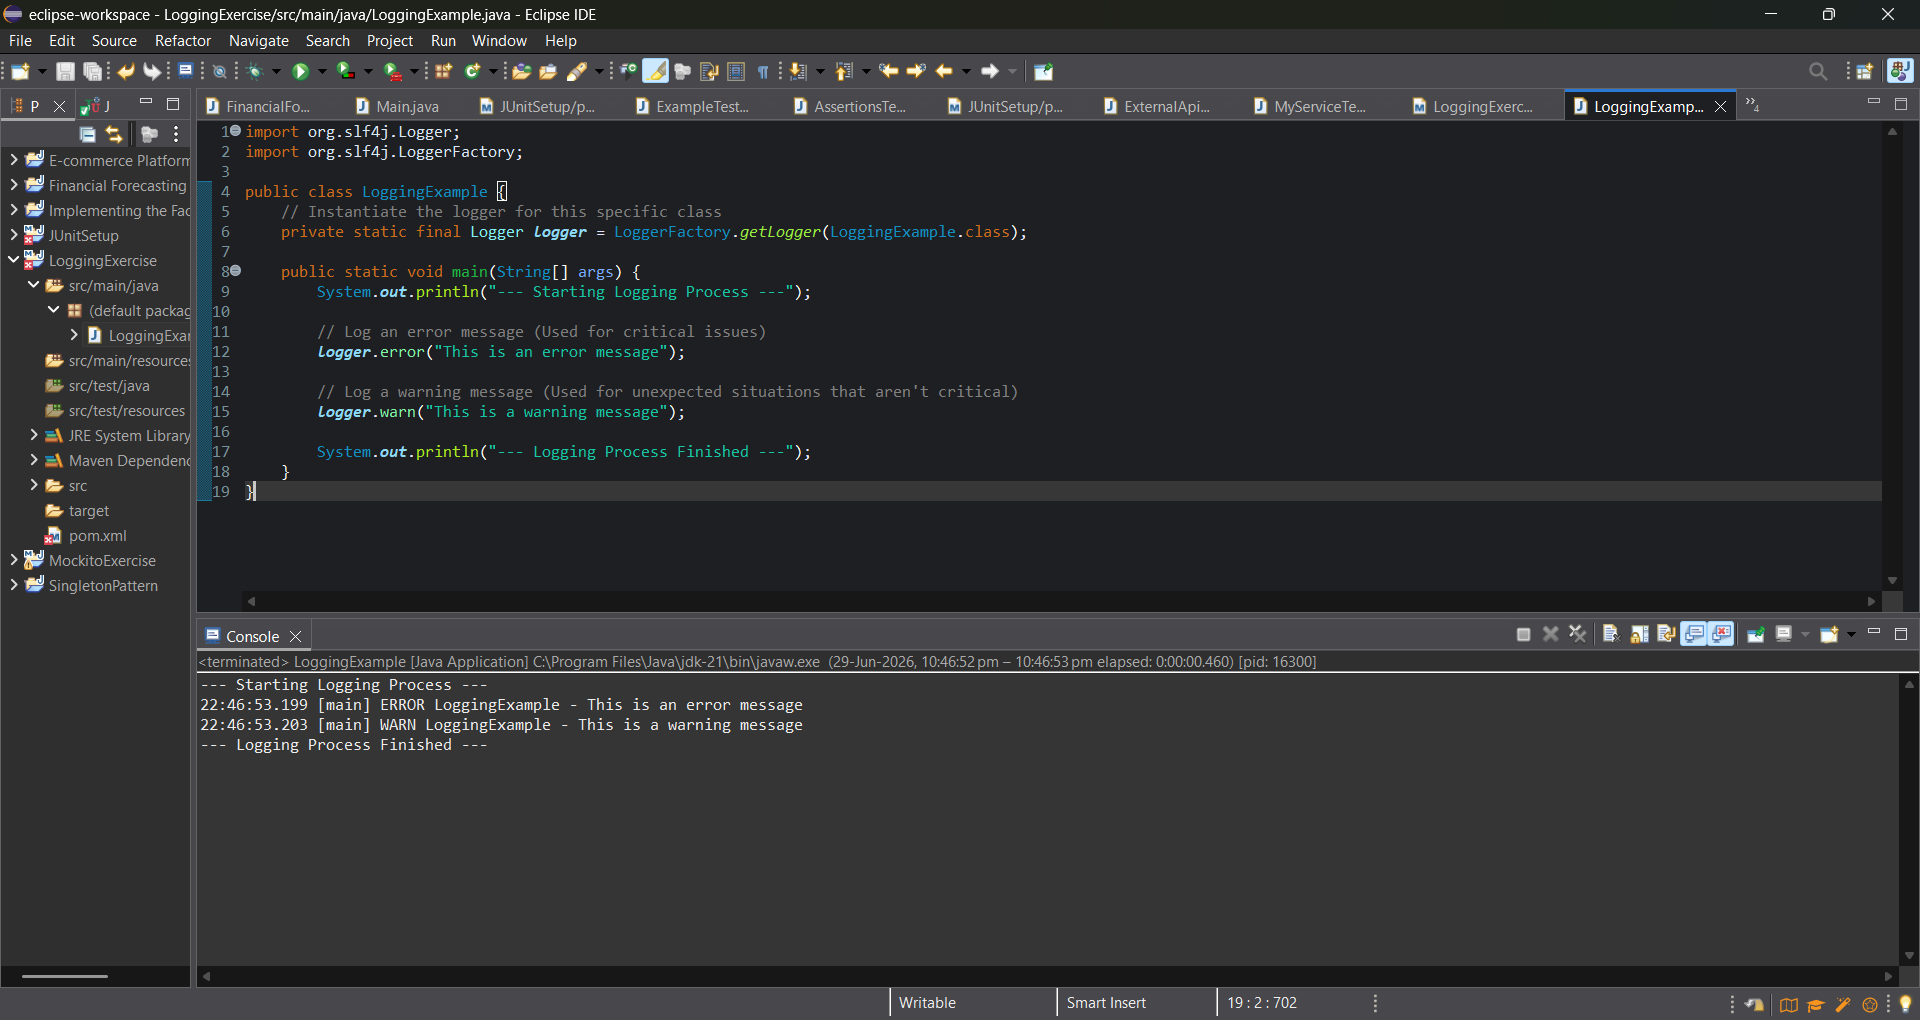 eclipse-workspace - LoggingExercise/src/main/java/LoggingExample.java - Eclipse IDE
File Edit Source Refactor Navigate Search Project Run Window Help
P J
FinancialFo... Main.java JUnitSetup/p... ExampleTest... AssertionsTe... JUnitSetup/p... ExternalApi... MyServiceTe... LoggingExerc... LoggingExamp... »4
E-commerce Platform
Financial Forecasting
Implementing the Fac
JUnitSetup
LoggingExercise
src/main/java
(default packag
LoggingExar
src/main/resources
src/test/java
src/test/resources
JRE System Library
Maven Dependenc
src
target
pom.xml
MockitoExercise
SingletonPattern
1 import org.slf4j.Logger;
2 import org.slf4j.LoggerFactory;
3
4 public class LoggingExample {
5 // Instantiate the logger for this specific class
6 private static final Logger logger = LoggerFactory.getLogger(LoggingExample.class);
7
8 public static void main(String[] args) {
9 System.out.println("--- Starting Logging Process ---");
10
11 // Log an error message (Used for critical issues)
12 logger.error("This is an error message");
13
14 // Log a warning message (Used for unexpected situations that aren't critical)
15 logger.warn("This is a warning message");
16
17 System.out.println("--- Logging Process Finished ---");
18 }
19 }
Console
<terminated> LoggingExample [Java Application] C:\Program Files\Java\jdk-21\bin\javaw.exe (29-Jun-2026, 10:46:52 pm – 10:46:53 pm elapsed: 0:00:00.460) [pid: 16300]
--- Starting Logging Process ---
22:46:53.199 [main] ERROR LoggingExample - This is an error message
22:46:53.203 [main] WARN LoggingExample - This is a warning message
--- Logging Process Finished ---
Writable Smart Insert 19 : 2 : 702